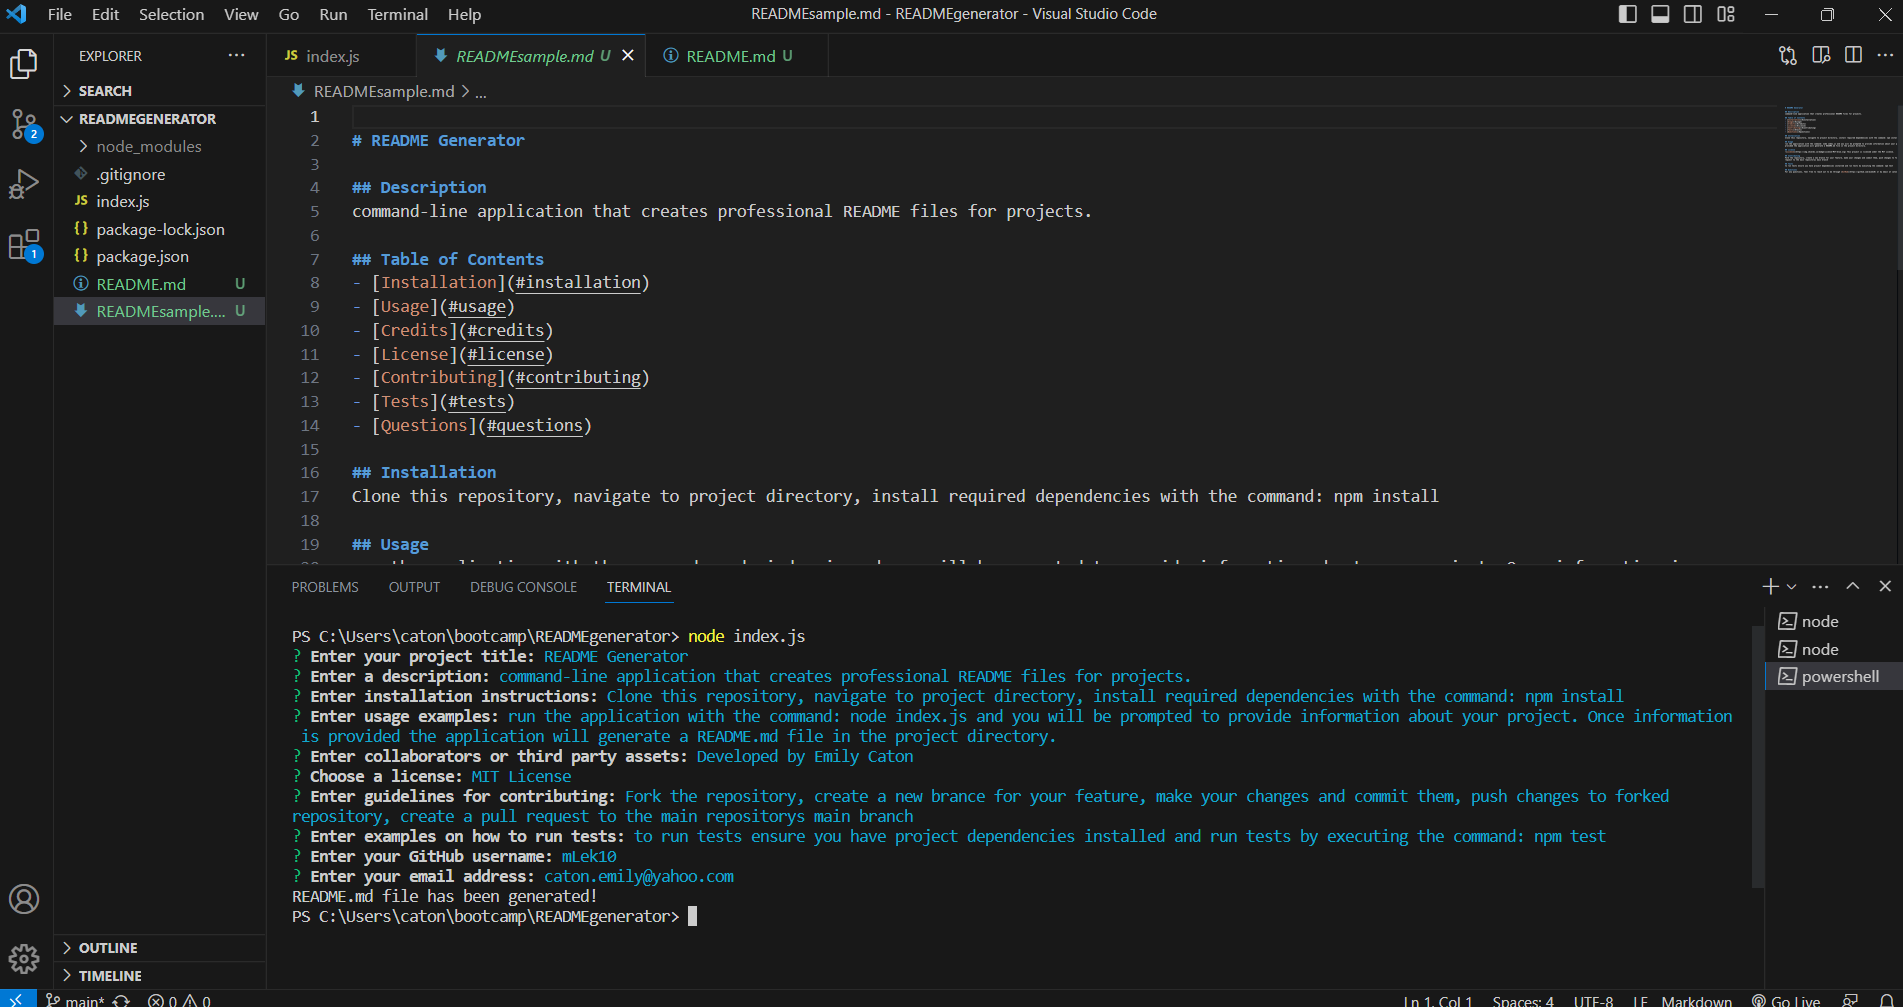 File Edit Selection View Go Run Terminal Help
READMEsample.md - READMEgenerator - Visual Studio Code
EXPLORER
SEARCH
READMEGENERATOR
node_modules
.gitignore
JS index.js
{} package-lock.json
{} package.json
README.md U
READMEsample.... U
OUTLINE
TIMELINE
2
1
JS index.js
READMEsample.md U
README.md U
READMEsample.md > ...
1
2 # README Generator
3
4 ## Description
5 command-line application that creates professional README files for projects.
6
7 ## Table of Contents
8 - [Installation](#installation)
9 - [Usage](#usage)
10 - [Credits](#credits)
11 - [License](#license)
12 - [Contributing](#contributing)
13 - [Tests](#tests)
14 - [Questions](#questions)
15
16 ## Installation
17 Clone this repository, navigate to project directory, install required dependencies with the command: npm install
18
19 ## Usage
PROBLEMS OUTPUT DEBUG CONSOLE TERMINAL
PS C:\Users\caton\bootcamp\READMEgenerator> node index.js
? Enter your project title: README Generator
? Enter a description: command-line application that creates professional README files for projects.
? Enter installation instructions: Clone this repository, navigate to project directory, install required dependencies with the command: npm install
? Enter usage examples: run the application with the command: node index.js and you will be prompted to provide information about your project. Once information
is provided the application will generate a README.md file in the project directory.
? Enter collaborators or third party assets: Developed by Emily Caton
? Choose a license: MIT License
? Enter guidelines for contributing: Fork the repository, create a new brance for your feature, make your changes and commit them, push changes to forked
repository, create a pull request to the main repositorys main branch
? Enter examples on how to run tests: to run tests ensure you have project dependencies installed and run tests by executing the command: npm test
? Enter your GitHub username: mLek10
? Enter your email address: caton.emily@yahoo.com
README.md file has been generated!
PS C:\Users\caton\bootcamp\READMEgenerator>
node
node
powershell
main* 0 0
Ln 1, Col 1 Spaces: 4 UTF-8 LF Markdown Go Live